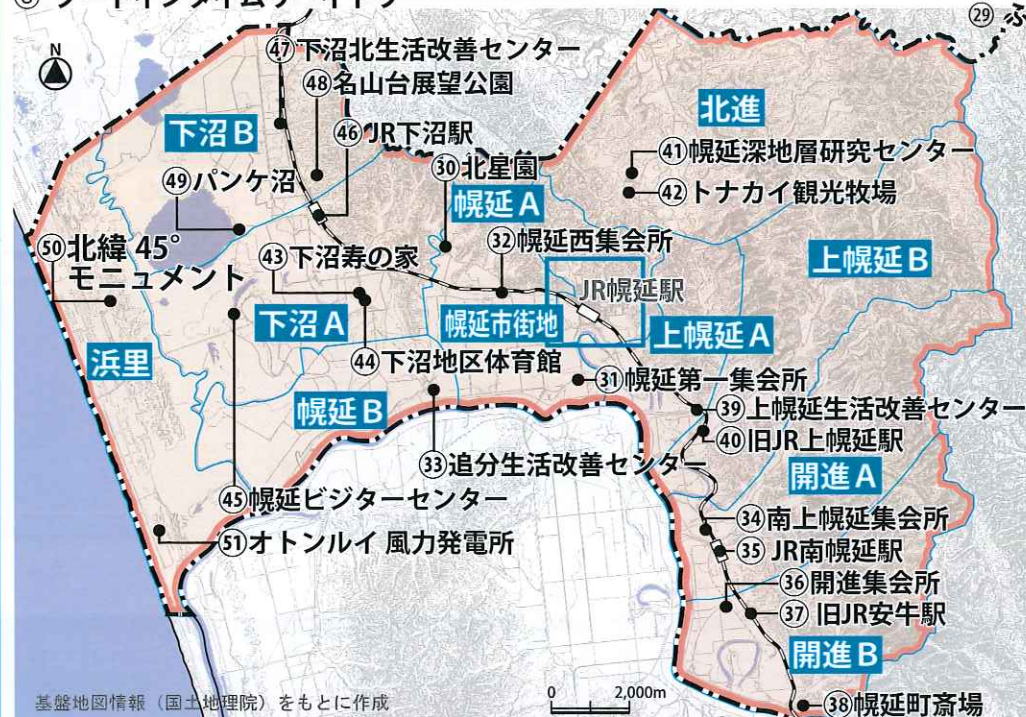 ㉙
N
㊼下沼北生活改善センター
㊽名山台展望公園
下沼B
㊻JR下沼駅
北進
㊶幌延深地層研究センター
㊷トナカイ観光牧場
㊾パンケ沼
㉚北星園
幌延A
㊿北緯 45°
モニュメント
㊸下沼寿の家
㉜幌延西集会所
上幌延B
JR幌延駅
下沼A
幌延市街地
上幌延A
浜里
㊹下沼地区体育館
㉛幌延第一集会所
幌延B
㊴上幌延生活改善センター
㊵旧JR上幌延駅
㉝追分生活改善センター
開進A
㊺幌延ビジターセンター
㉞南上幌延集会所
51オトンルイ 風力発電所
㉟ JR南幌延駅
㊱開進集会所
㊲ 旧JR安牛駅
開進B
基盤地図情報（国土地理院）をもとに作成
0 2,000m
㊳幌延町斎場